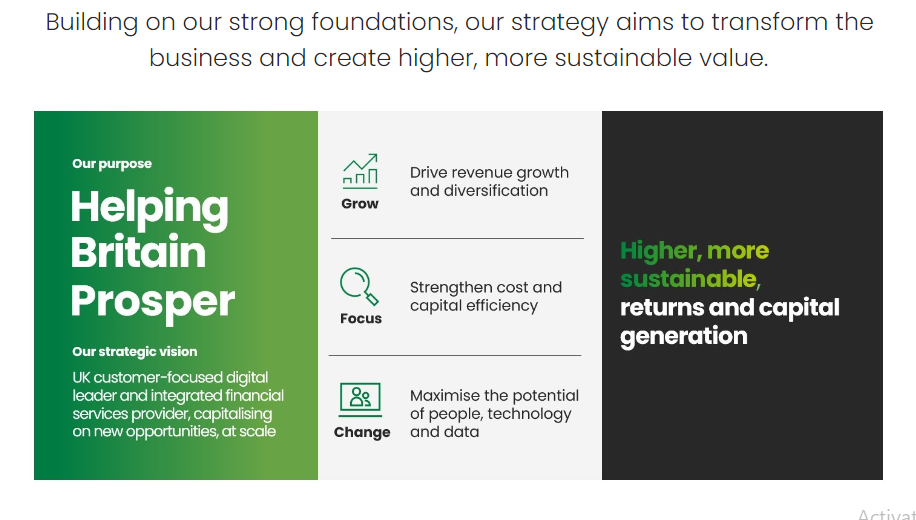 Building on our strong foundations, our strategy aims to transform the
business and create higher, more sustainable value.
Our purpose
Helping
Britain
Prosper
Our strategic vision
UK customer-focused digital
leader and integrated financial
services provider, capitalising
on new opportunities, at scale
Grow
Drive revenue growth
and diversification
Focus
Strengthen cost and
capital efficiency
Change
Maximise the potential
of people, technology
and data
Higher, more
sustainable,
returns and capital
generation
Activat